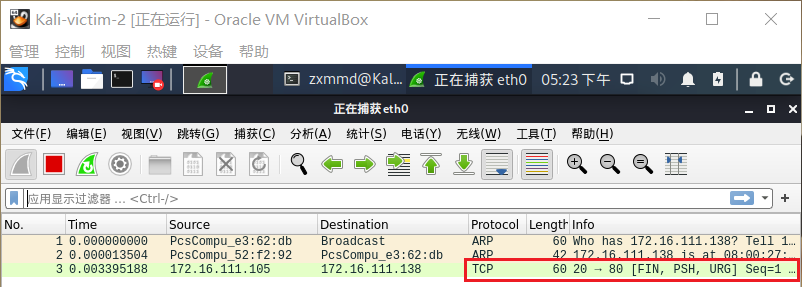 Kali-victim-2 [正在运行] - Oracle VM VirtualBox
管理 控制 视图 热键 设备 帮助
zxmmd@Kal... 正在捕获 eth0 05:23 下午
正在捕获 eth0
文件(F) 编辑(E) 视图(V) 跳转(G) 捕获(C) 分析(A) 统计(S) 电话(Y) 无线(W) 工具(T) 帮助(H)
应用显示过滤器 … <Ctrl-/>
No. Time Source Destination Protocol Length Info
1 0.000000000 PcsCompu_e3:62:db Broadcast ARP 60 Who has 172.16.111.138? Tell 1…
2 0.000013504 PcsCompu_52:f2:92 PcsCompu_e3:62:db ARP 42 172.16.111.138 is at 08:00:27:…
3 0.003395188 172.16.111.105 172.16.111.138 TCP 60 20 → 80 [FIN, PSH, URG] Seq=1 …